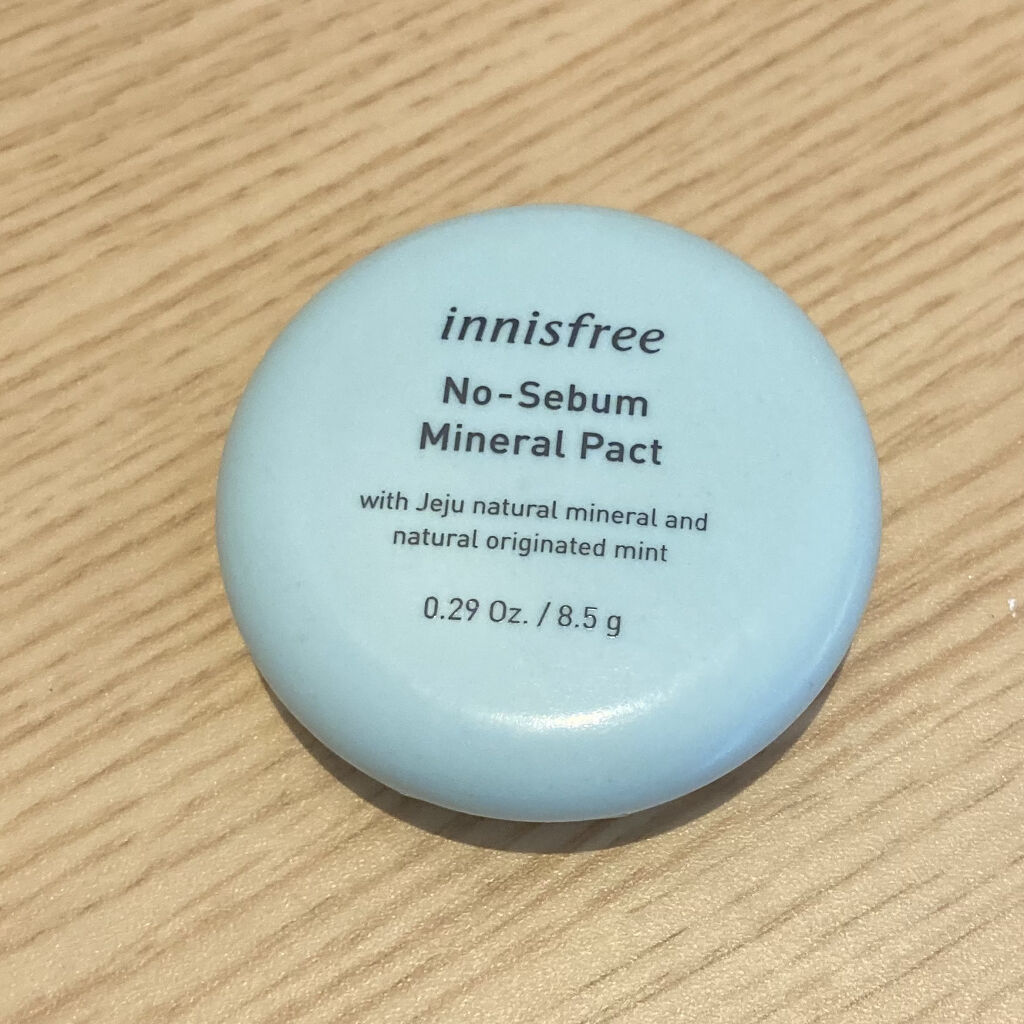 innisfree
No-Sebum
Mineral Pact
with Jeju natural mineral and
natural originated mint
0.29 Oz. / 8.5 g